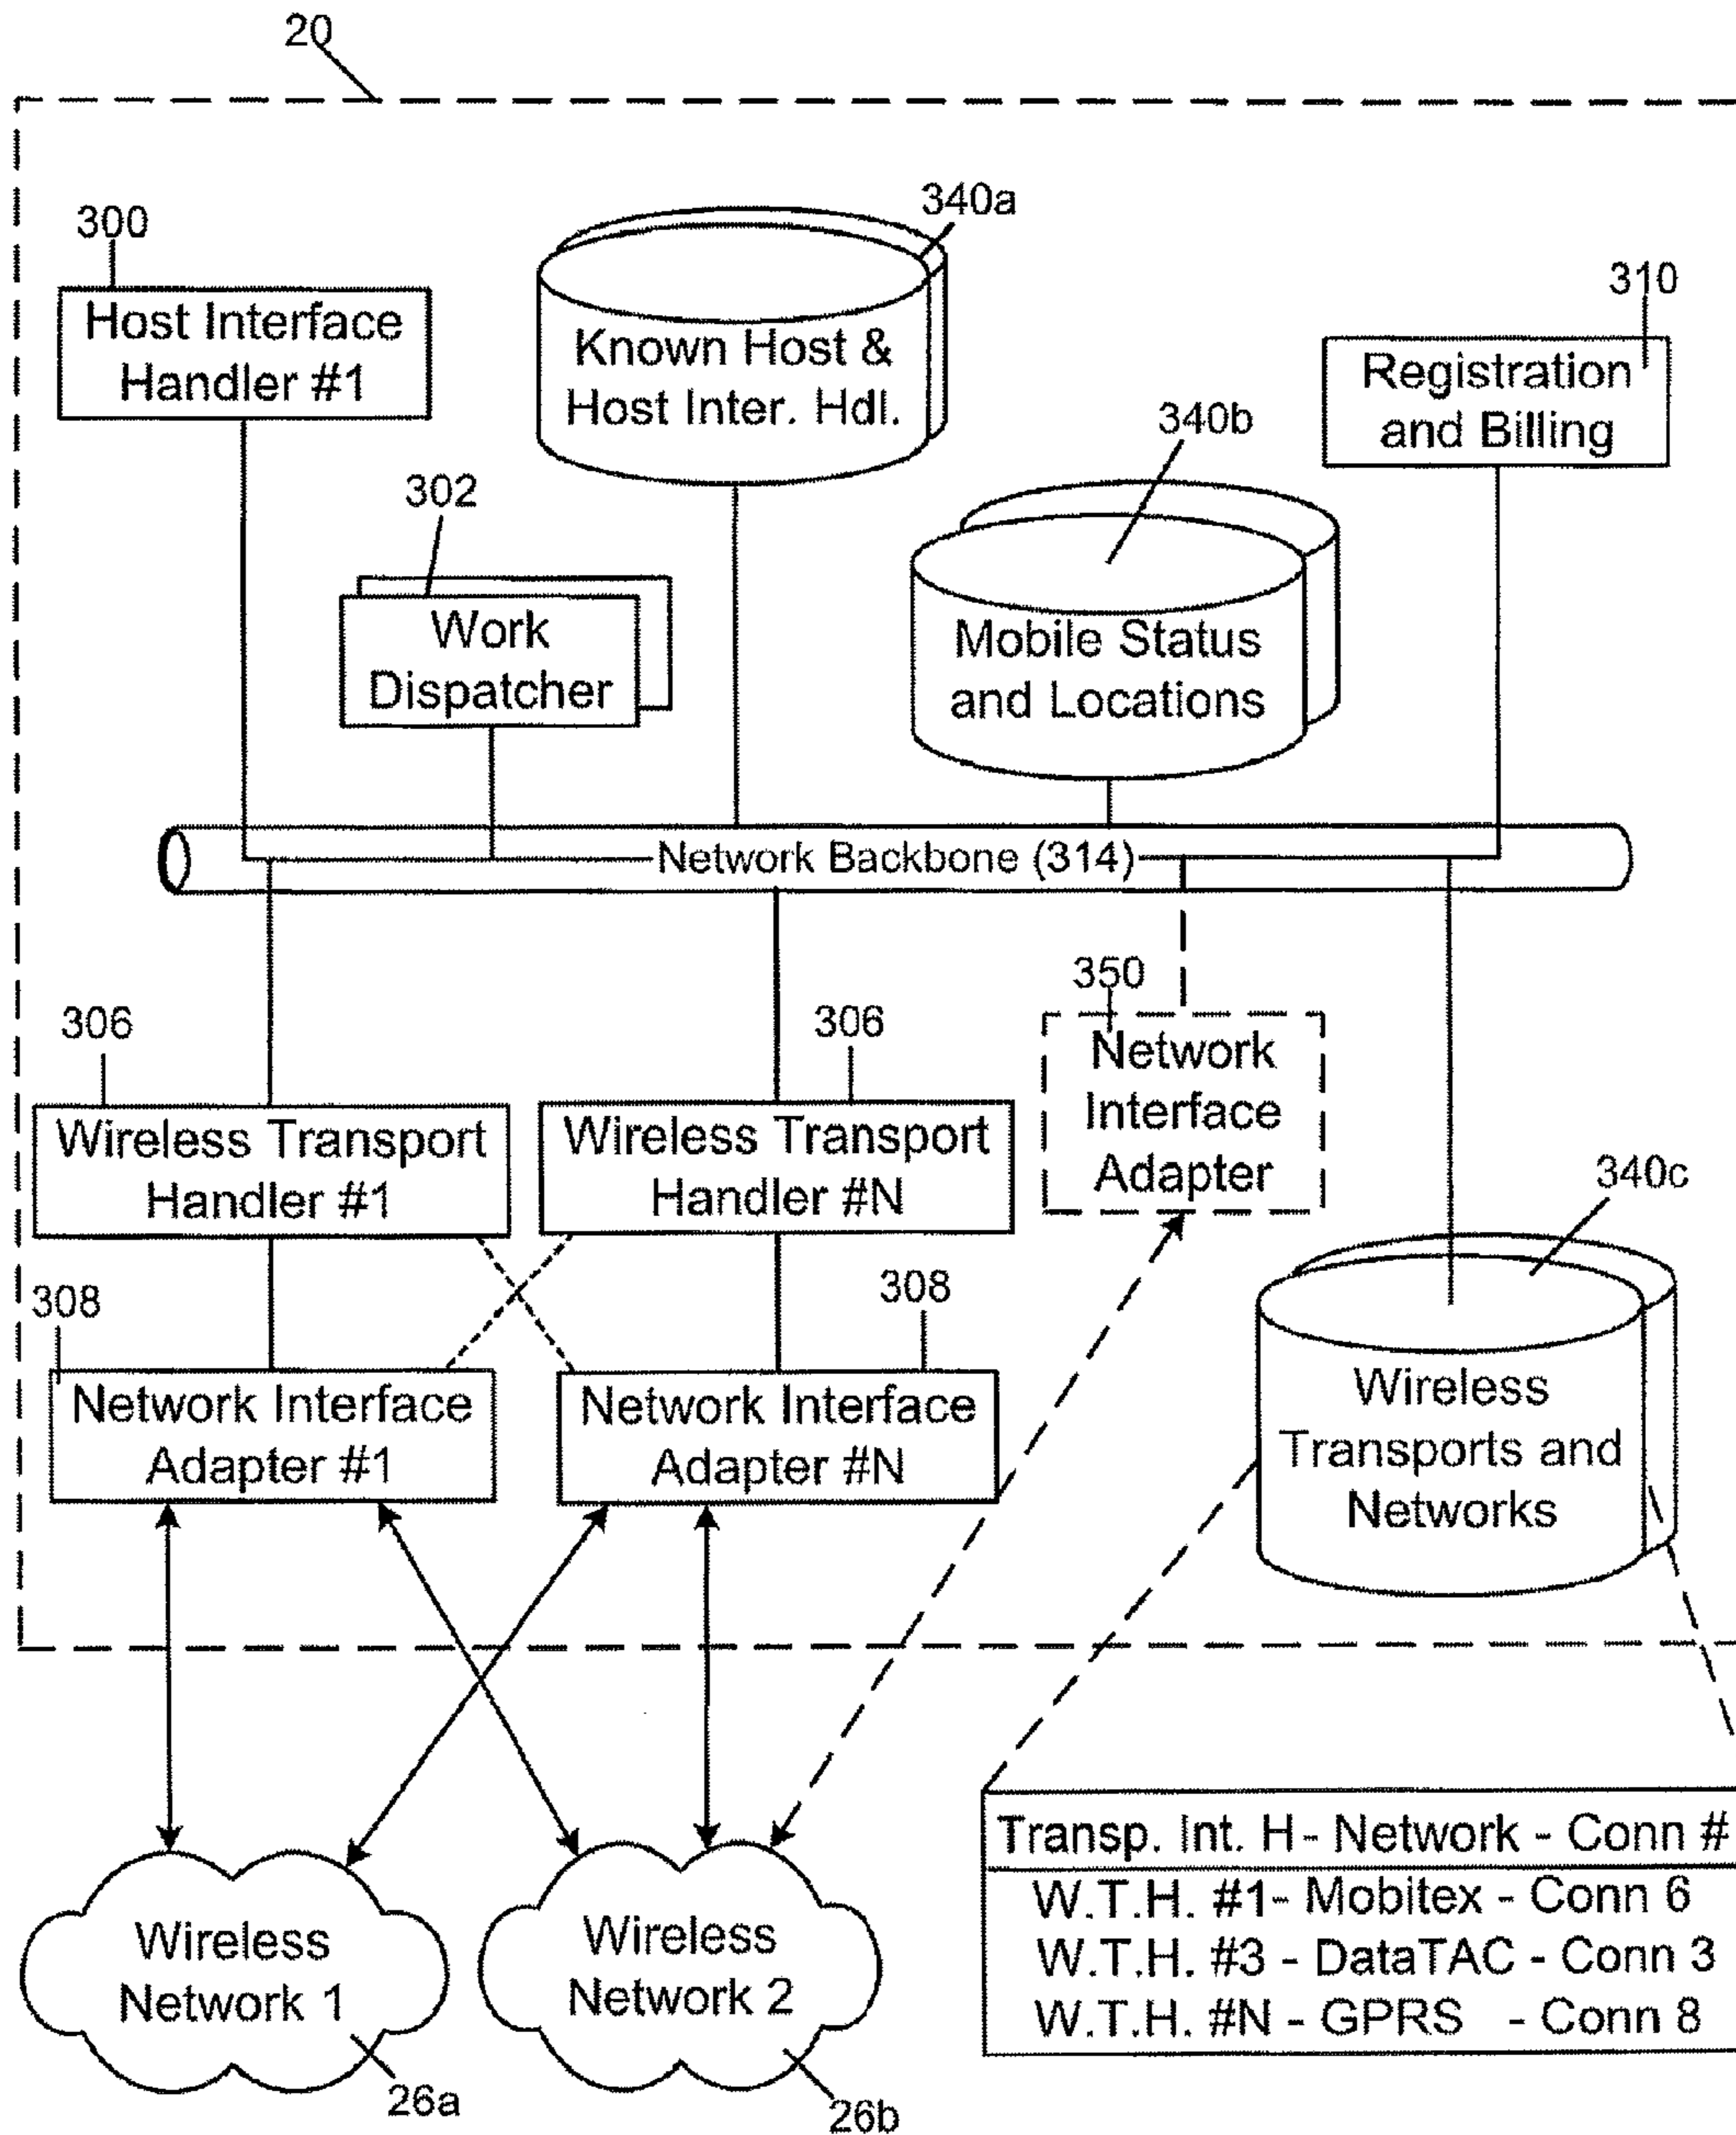 20
300
Host Interface
Handler #1
340a
Known Host &
Host Inter. Hdl.
310
Registration
and Billing
302
Work
Dispatcher
340b
Mobile Status
and Locations
Network Backbone (314)
306
Wireless Transport
Handler #1
306
Wireless Transport
Handler #N
350
Network
Interface
Adapter
340c
Wireless
Transports and
Networks
308
Network Interface
Adapter #1
308
Network Interface
Adapter #N
Wireless
Network 1
26a
Wireless
Network 2
26b
Transp. Int. H - Network - Conn #
W.T.H. #1- Mobitex - Conn 6
W.T.H. #3 - DataTAC - Conn 3
W.T.H. #N - GPRS - Conn 8